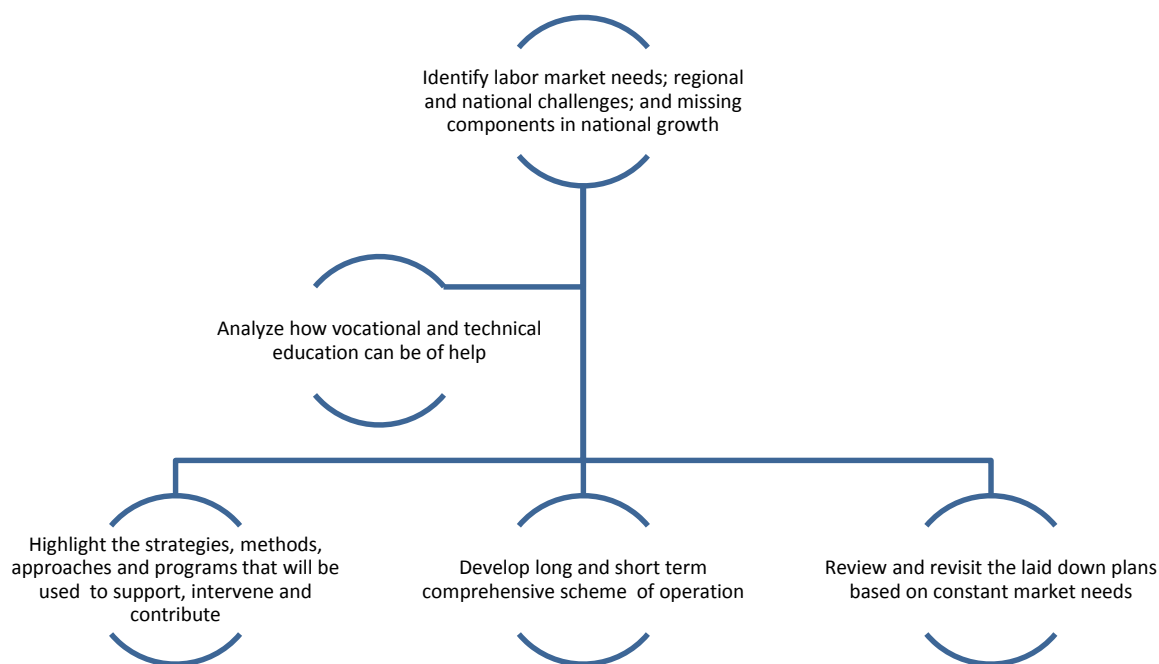 Identify labor market needs; regional
and national challenges; and missing
components in national growth
Analyze how vocational and technical
education can be of help
Highlight the strategies, methods,
approaches and programs that will be
used to support, intervene and
contribute
Develop long and short term
comprehensive scheme of operation
Review and revisit the laid down plans
based on constant market needs